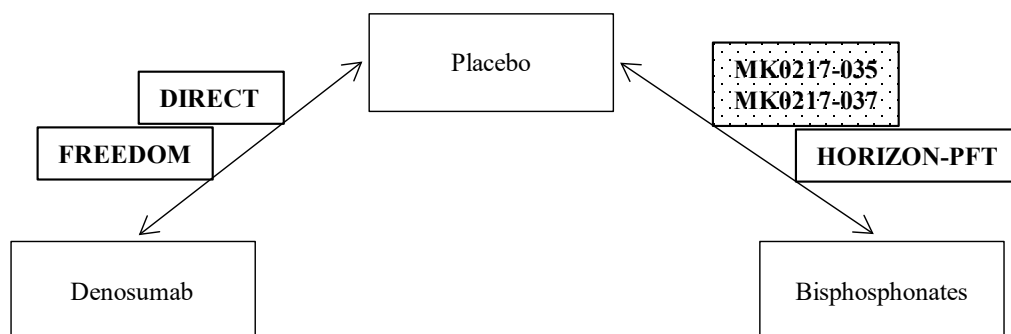 Placebo
MK0217-035
MK0217-037
DIRECT
FREEDOM
HORIZON-PFT
Denosumab
Bisphosphonates